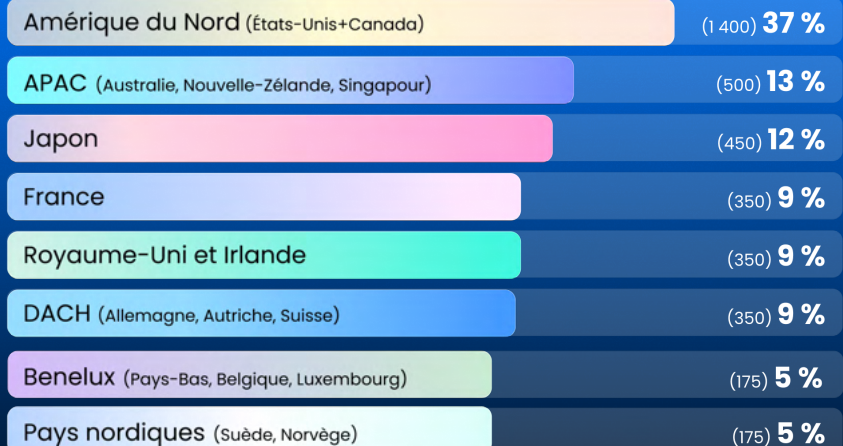 Amérique du Nord (États-Unis+Canada) (1 400) 37 %
APAC (Australie, Nouvelle-Zélande, Singapour) (500) 13 %
Japon (450) 12 %
France (350) 9 %
Royaume-Uni et Irlande (350) 9 %
DACH (Allemagne, Autriche, Suisse) (350) 9 %
Benelux (Pays-Bas, Belgique, Luxembourg) (175) 5 %
Pays nordiques (Suède, Norvège) (175) 5 %